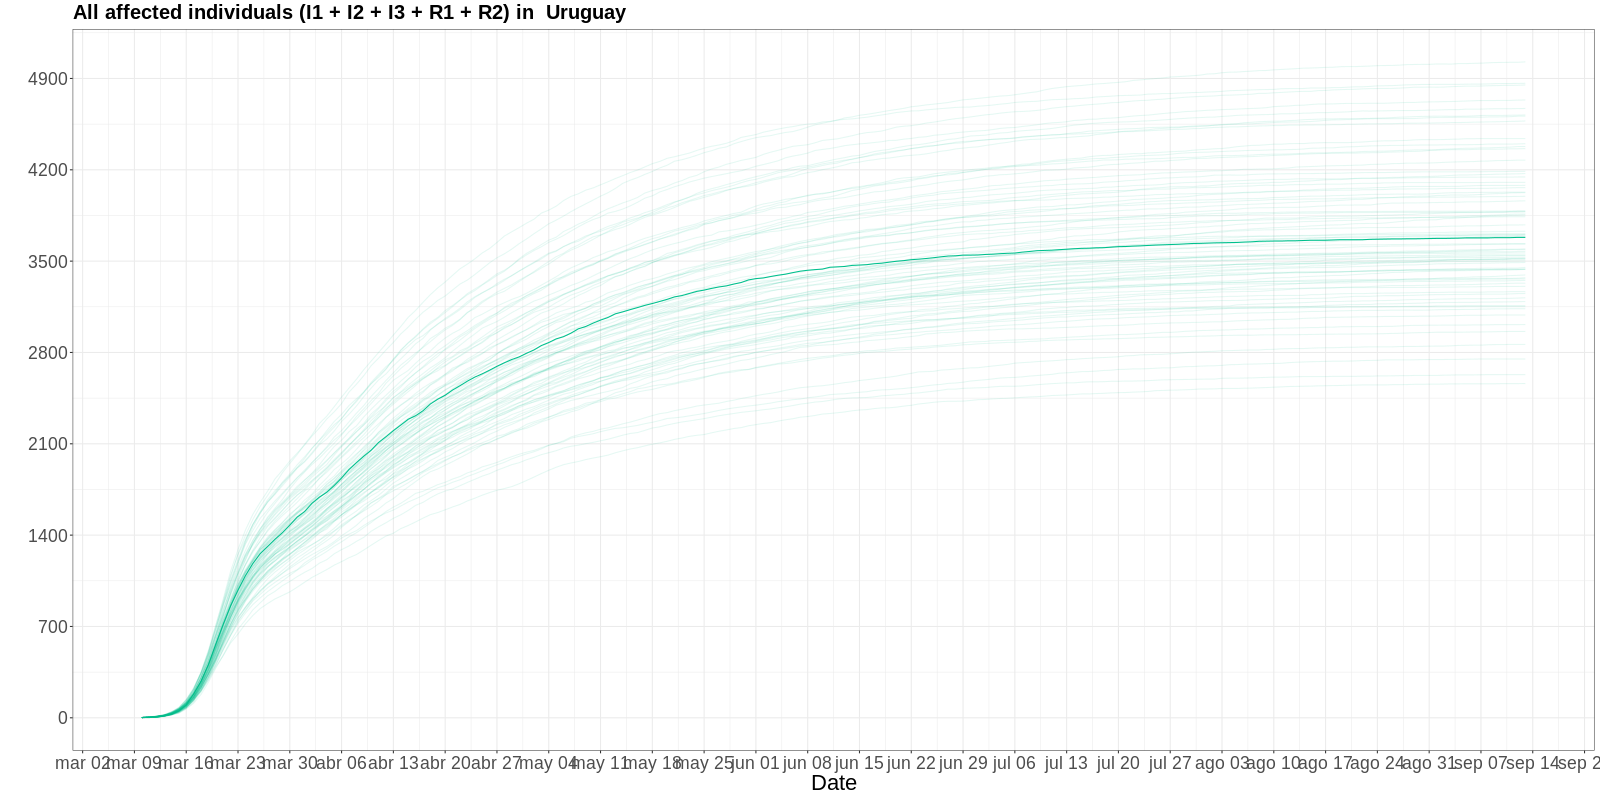 All affected individuals (I1 + I2 + I3 + R1 + R2) in  Uruguay
4900
4200
3500
2800
2100
1400
700
0
mar 02 mar 09 mar 16 mar 23 mar 30 abr 06 abr 13 abr 20 abr 27 may 04 may 11 may 18 may 25 jun 01 jun 08 jun 15 jun 22 jun 29 jul 06 jul 13 jul 20 jul 27 ago 03 ago 10 ago 17 ago 24 ago 31 sep 07 sep 14 sep 2
Date